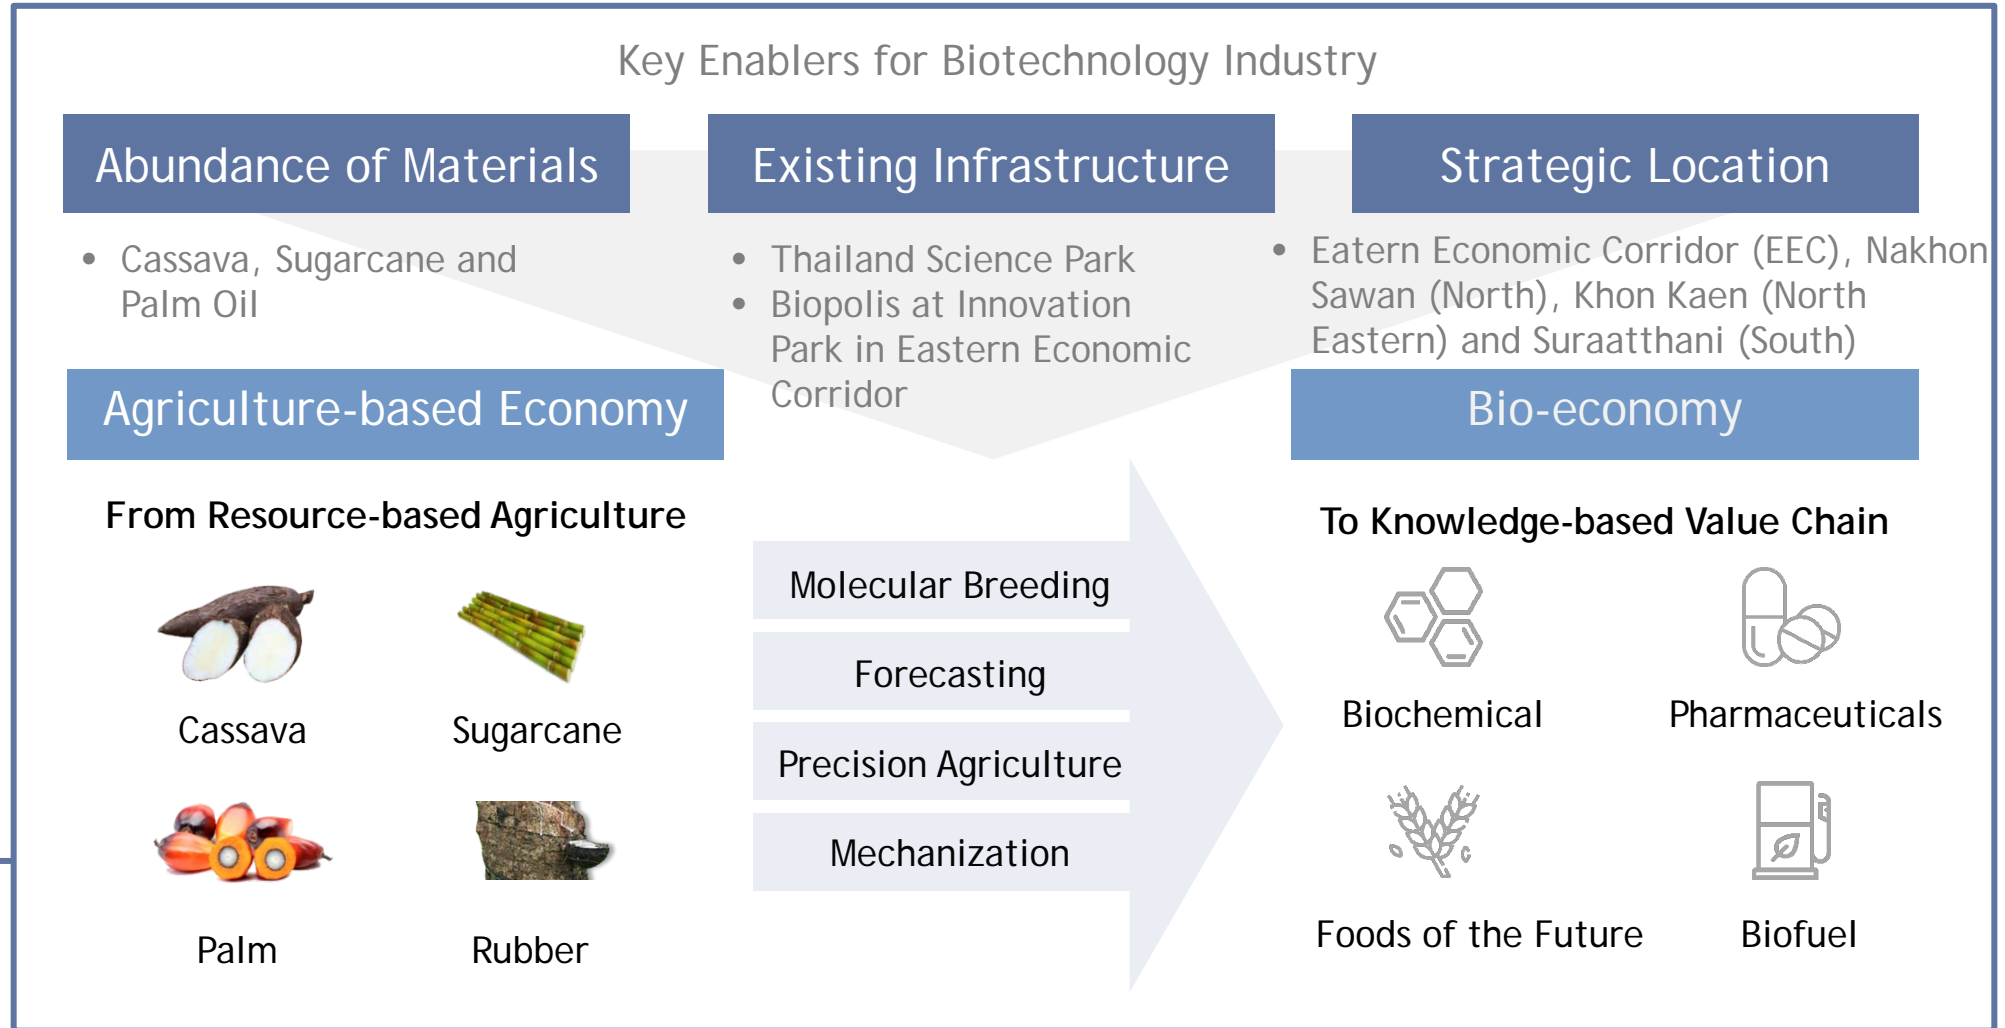 Key Enablers for Biotechnology Industry
Abundance of Materials
• Cassava, Sugarcane and
Palm Oil
Existing Infrastructure
• Thailand Science Park
• Biopolis at Innovation
Park in Eastern Economic
Corridor
Strategic Location
• Eatern Economic Corridor (EEC), Nakhon
Sawan (North), Khon Kaen (North
Eastern) and Suraatthani (South)
Agriculture-based Economy
From Resource-based Agriculture
Cassava
Sugarcane
Palm
Rubber
Molecular Breeding
Forecasting
Precision Agriculture
Mechanization
Bio-economy
To Knowledge-based Value Chain
Biochemical
Pharmaceuticals
Foods of the Future
Biofuel